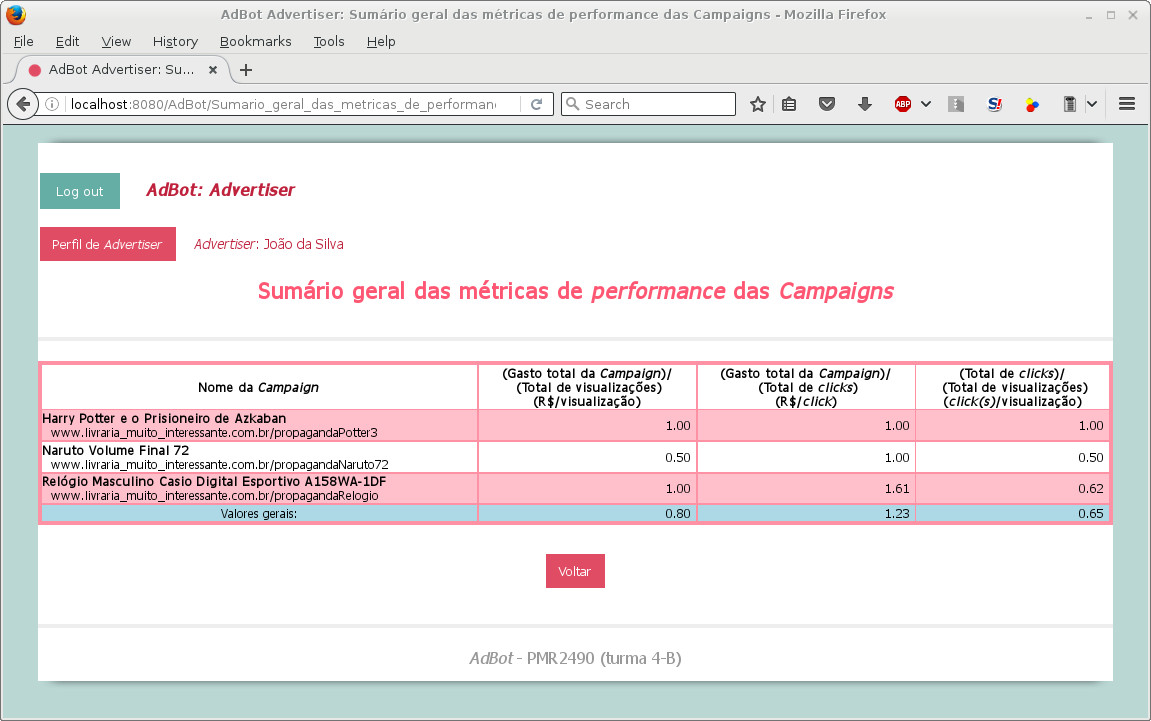 AdBot Advertiser: Sumário geral das métricas de performance das Campaigns - Mozilla Firefox
File Edit View History Bookmarks Tools Help
AdBot Advertiser: Su...
localhost:8080/AdBot/Sumario_geral_das_metricas_de_performan
Search
ABP
S!
Log out
AdBot: Advertiser
Perfil de Advertiser
Advertiser: João da Silva
Sumário geral das métricas de performance das Campaigns
Nome da Campaign
(Gasto total da Campaign)/
(Total de visualizações)
(R$/visualização)
(Gasto total da Campaign)/
(Total de clicks)
(R$/click)
(Total de clicks)/
(Total de visualizações)
(click(s)/visualização)
Harry Potter e o Prisioneiro de Azkaban
www.livraria_muito_interessante.com.br/propagandaPotter3
1.00 1.00 1.00
Naruto Volume Final 72
www.livraria_muito_interessante.com.br/propagandaNaruto72
0.50 1.00 0.50
Relógio Masculino Casio Digital Esportivo A158WA-1DF
www.livraria_muito_interessante.com.br/propagandaRelogio
1.00 1.61 0.62
Valores gerais: 0.80 1.23 0.65
Voltar
AdBot - PMR2490 (turma 4-B)